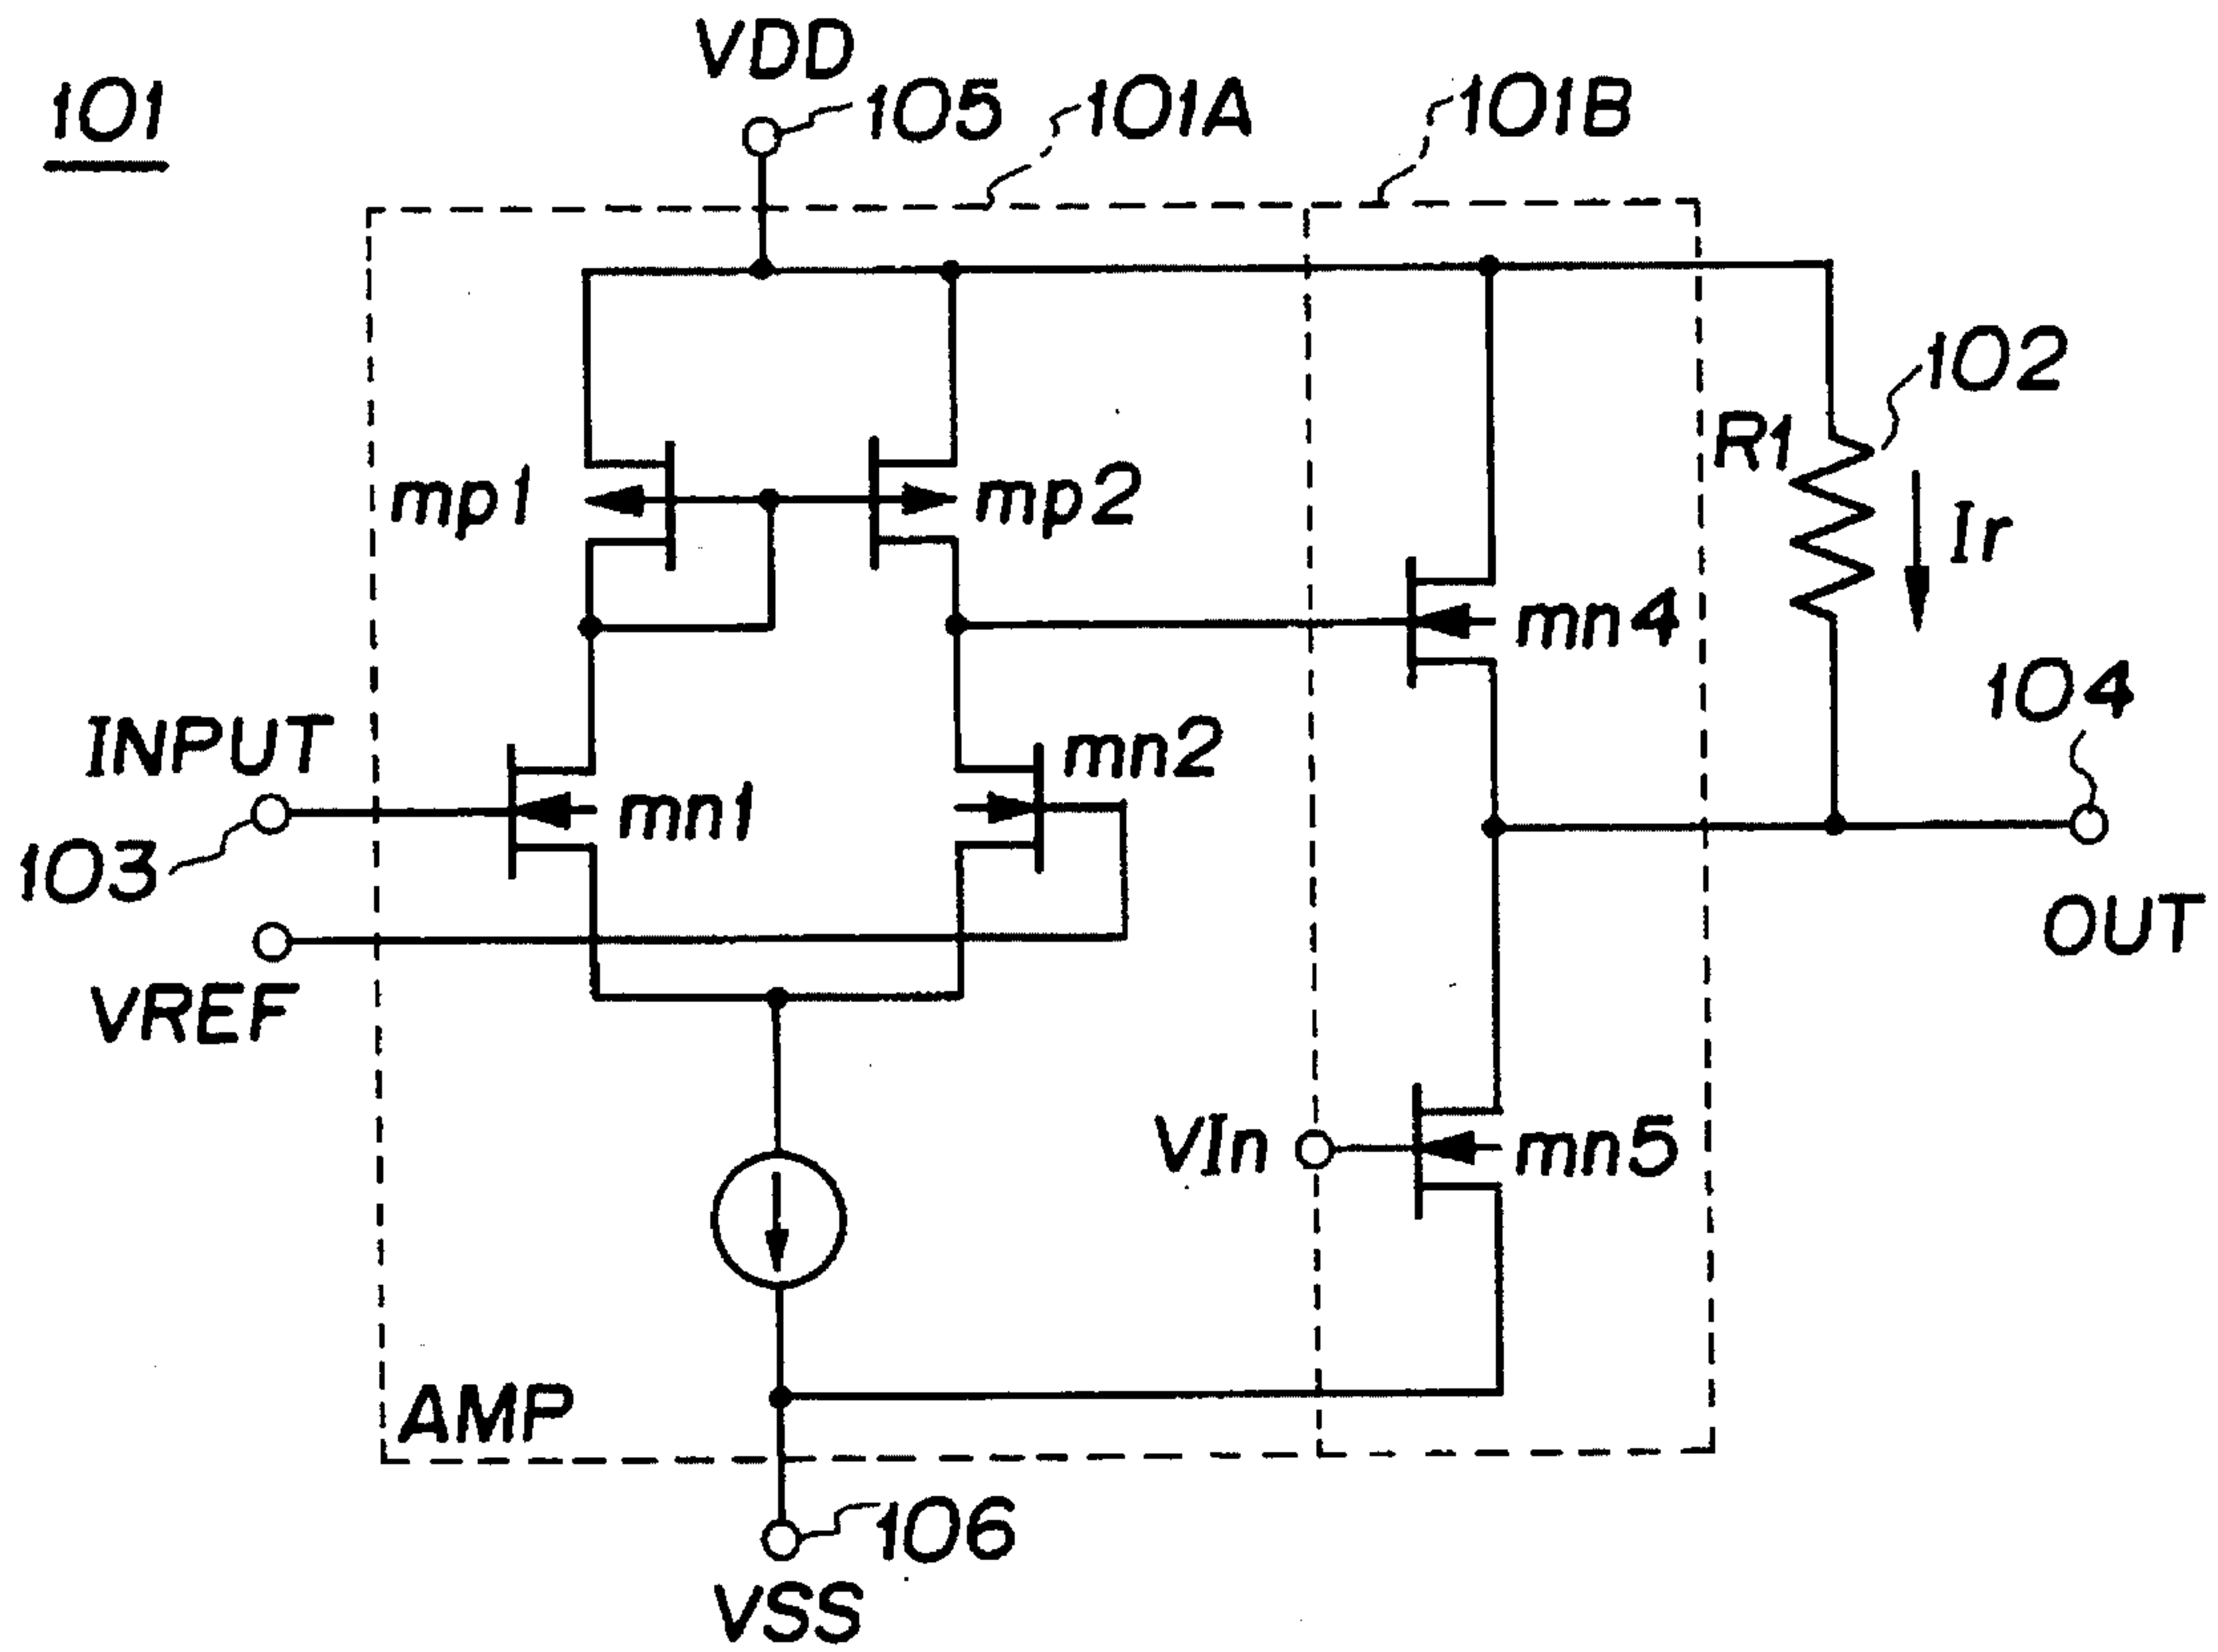 101
VDD
105
101A
101B
102
R1
Ir
mp1
mp2
mn4
104
INPUT
mn1
mn2
103
VREF
OUT
VIn
mn5
AMP
106
VSS